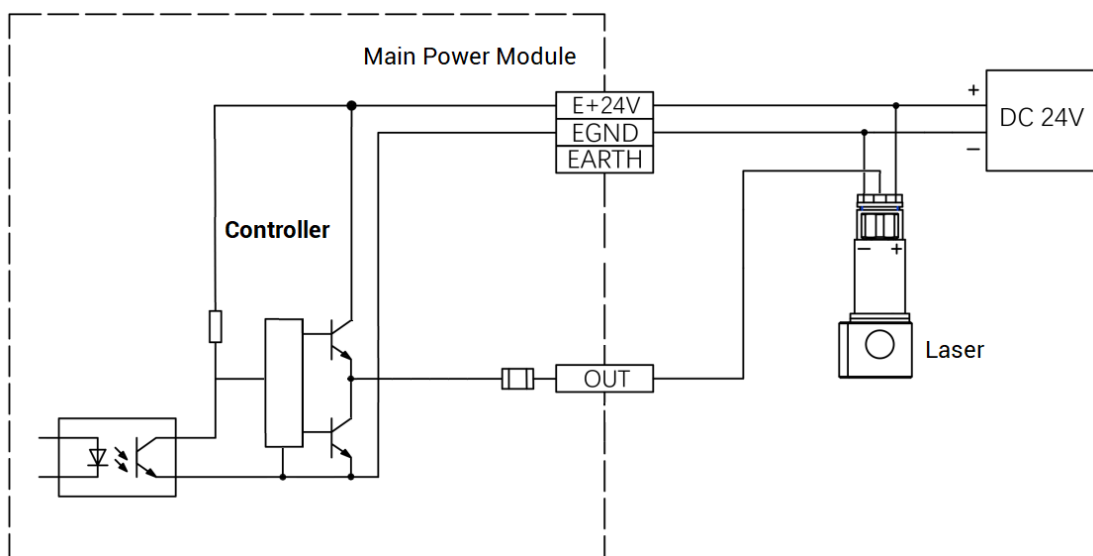 Main Power Module
E+24V
EGND
EARTH
+
−
DC 24V
Controller
− +
Laser
OUT